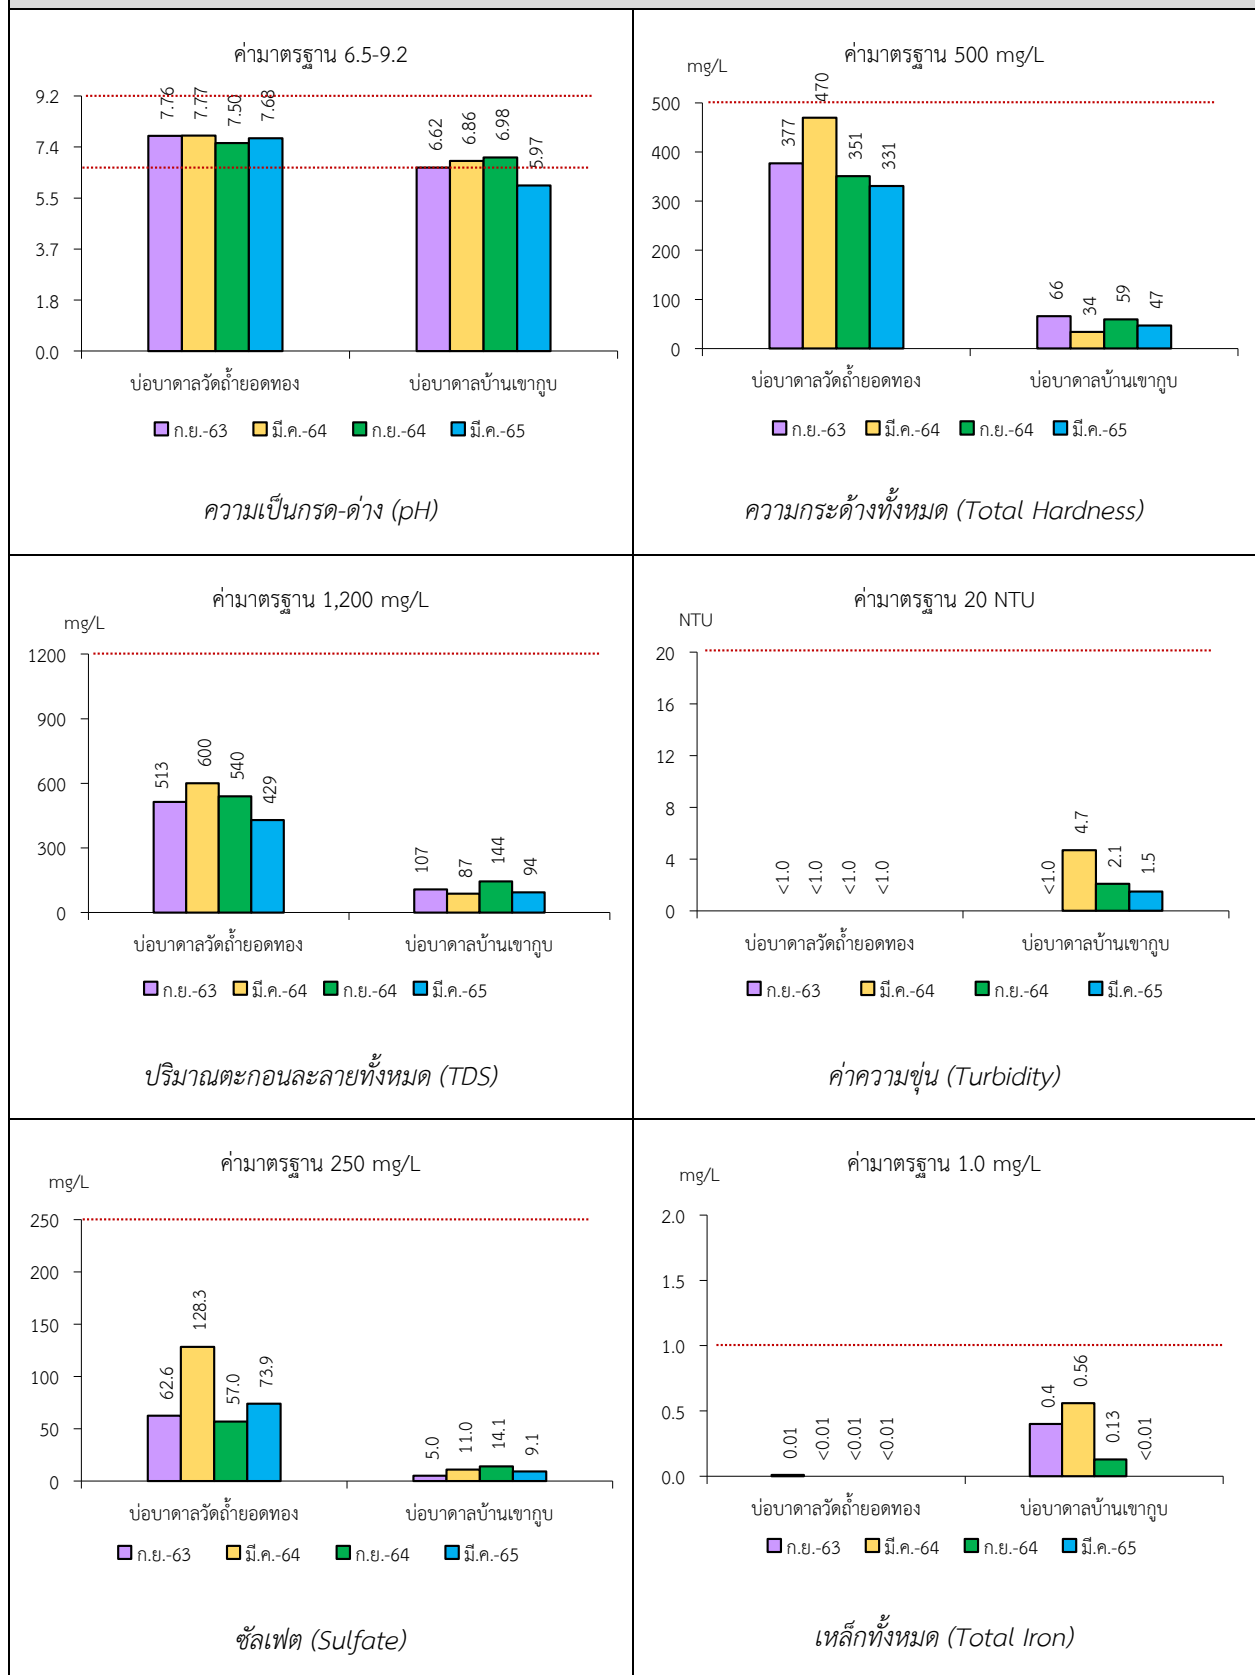 ค่ามาตรฐาน 6.5-9.2
9.2
7.4
5.5
3.7
1.8
0.0
7.76
7.77
7.50
7.68
6.62
6.86
6.98
5.97
บ่อบาดาลวัดถ้ำยอดทอง
บ่อบาดาลบ้านเขากูบ
ก.ย.-63 มี.ค.-64 ก.ย.-64 มี.ค.-65
ความเป็นกรด-ด่าง (pH)
ค่ามาตรฐาน 500 mg/L
mg/L
500
400
300
200
100
0
377
470
351
331
66
34
59
47
บ่อบาดาลวัดถ้ำยอดทอง
บ่อบาดาลบ้านเขากูบ
ก.ย.-63 มี.ค.-64 ก.ย.-64 มี.ค.-65
ความกระด้างทั้งหมด (Total Hardness)
ค่ามาตรฐาน 1,200 mg/L
mg/L
1200
900
600
300
0
513
600
540
429
107
87
144
94
บ่อบาดาลวัดถ้ำยอดทอง
บ่อบาดาลบ้านเขากูบ
ก.ย.-63 มี.ค.-64 ก.ย.-64 มี.ค.-65
ปริมาณตะกอนละลายทั้งหมด (TDS)
ค่ามาตรฐาน 20 NTU
NTU
20
16
12
8
4
0
<1.0
<1.0
<1.0
<1.0
<1.0
4.7
2.1
1.5
บ่อบาดาลวัดถ้ำยอดทอง
บ่อบาดาลบ้านเขากูบ
ก.ย.-63 มี.ค.-64 ก.ย.-64 มี.ค.-65
ค่าความขุ่น (Turbidity)
ค่ามาตรฐาน 250 mg/L
mg/L
250
200
150
100
50
0
62.6
128.3
57.0
73.9
5.0
11.0
14.1
9.1
บ่อบาดาลวัดถ้ำยอดทอง
บ่อบาดาลบ้านเขากูบ
ก.ย.-63 มี.ค.-64 ก.ย.-64 มี.ค.-65
ซัลเฟต (Sulfate)
ค่ามาตรฐาน 1.0 mg/L
mg/L
2.0
1.5
1.0
0.5
0.0
0.01
<0.01
<0.01
<0.01
0.4
0.56
0.13
<0.01
บ่อบาดาลวัดถ้ำยอดทอง
บ่อบาดาลบ้านเขากูบ
ก.ย.-63 มี.ค.-64 ก.ย.-64 มี.ค.-65
เหล็กทั้งหมด (Total Iron)